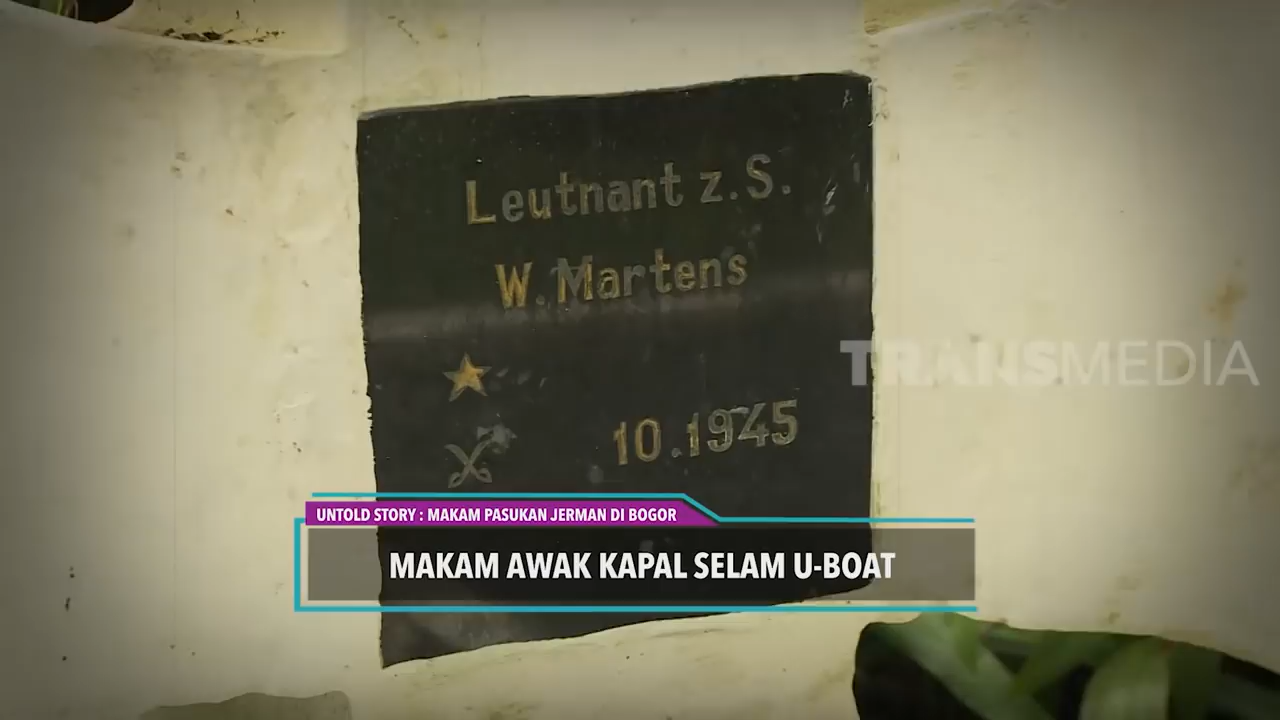 Leutnant z.S.
W. Martens
10.1945
TRANSMEDIA
UNTOLD STORY : MAKAM PASUKAN JERMAN DI BOGOR
MAKAM AWAK KAPAL SELAM U-BOAT